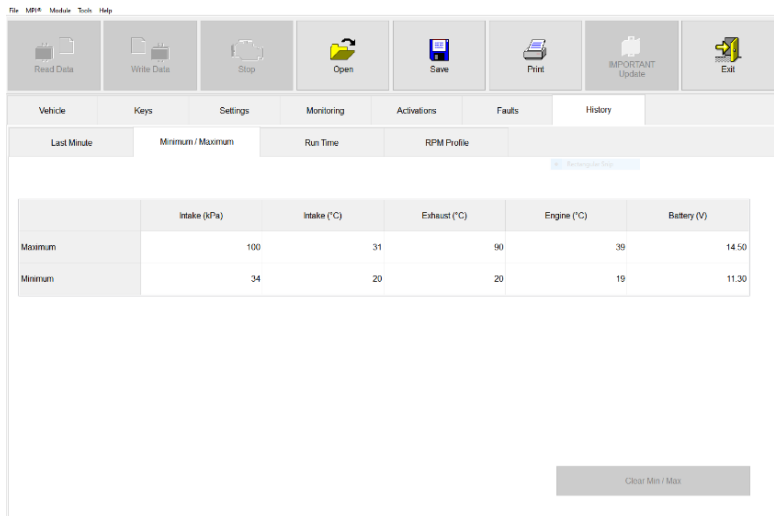 File MPI® Module Tools Help
Read Data Write Data Stop Open Save Print IMPORTANT Update Exit
Vehicle Keys Settings Monitoring Activations Faults History
Last Minute Minimum / Maximum Run Time RPM Profile
Rectangular Snip
Intake (kPa) Intake (°C) Exhaust (°C) Engine (°C) Battery (V)
Maximum 100 31 90 39 14.50
Minimum 34 20 20 19 11.30
Clear Min / Max